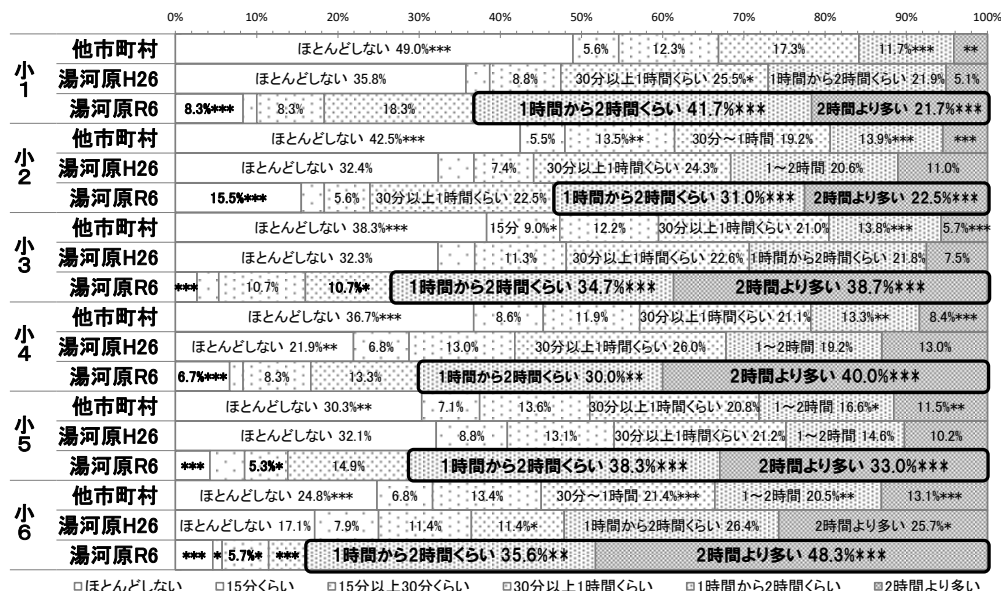 0% 10% 20% 30% 40% 50% 60% 70% 80% 90% 100%
小1
他市町村 ほとんどしない 49.0%*** 5.6% 12.3% 17.3% 11.7%*** **
湯河原H26 ほとんどしない 35.8% 8.8% 30分以上1時間くらい 25.5%* 1時間から2時間くらい 21.9% 5.1%
湯河原R6 8.3%*** 8.3% 18.3% 1時間から2時間くらい 41.7%*** 2時間より多い 21.7%***
小2
他市町村 ほとんどしない 42.5%*** 5.5% 13.5%** 30分～1時間 19.2% 13.9%*** ***
湯河原H26 ほとんどしない 32.4% 7.4% 30分以上1時間くらい 24.3% 1～2時間 20.6% 11.0%
湯河原R6 15.5%*** 5.6% 30分以上1時間くらい 22.5% 1時間から2時間くらい 31.0%*** 2時間より多い 22.5%***
小3
他市町村 ほとんどしない 38.3%*** 15分 9.0%* 12.2% 30分以上1時間くらい 21.0% 13.8%*** 5.7%***
湯河原H26 ほとんどしない 32.3% 11.3% 30分以上1時間くらい 22.6% 1時間から2時間くらい 21.8% 7.5%
湯河原R6 *** 10.7% 10.7%* 1時間から2時間くらい 34.7%*** 2時間より多い 38.7%***
小4
他市町村 ほとんどしない 36.7%*** 8.6% 11.9% 30分以上1時間くらい 21.1% 13.3%** 8.4%***
湯河原H26 ほとんどしない 21.9%** 6.8% 13.0% 30分以上1時間くらい 26.0% 1～2時間 19.2% 13.0%
湯河原R6 6.7%*** 8.3% 13.3% 1時間から2時間くらい 30.0%** 2時間より多い 40.0%***
小5
他市町村 ほとんどしない 30.3%** 7.1% 13.6% 30分以上1時間くらい 20.8% 1～2時間 16.6%* 11.5%**
湯河原H26 ほとんどしない 32.1% 8.8% 13.1% 30分以上1時間くらい 21.2% 1～2時間 14.6% 10.2%
湯河原R6 *** 5.3%* 14.9% 1時間から2時間くらい 38.3%*** 2時間より多い 33.0%***
小6
他市町村 ほとんどしない 24.8%*** 6.8% 13.4% 30分～1時間 21.4%*** 1～2時間 20.5%** 13.1%***
湯河原H26 ほとんどしない 17.1% 7.9% 11.4% 11.4%* 1時間から2時間くらい 26.4% 2時間より多い 25.7%*
湯河原R6 *** * 5.7%* *** 1時間から2時間くらい 35.6%** 2時間より多い 48.3%***
ほとんどしない 15分くらい 15分以上30分くらい 30分以上1時間くらい 1時間から2時間くらい 2時間より多い